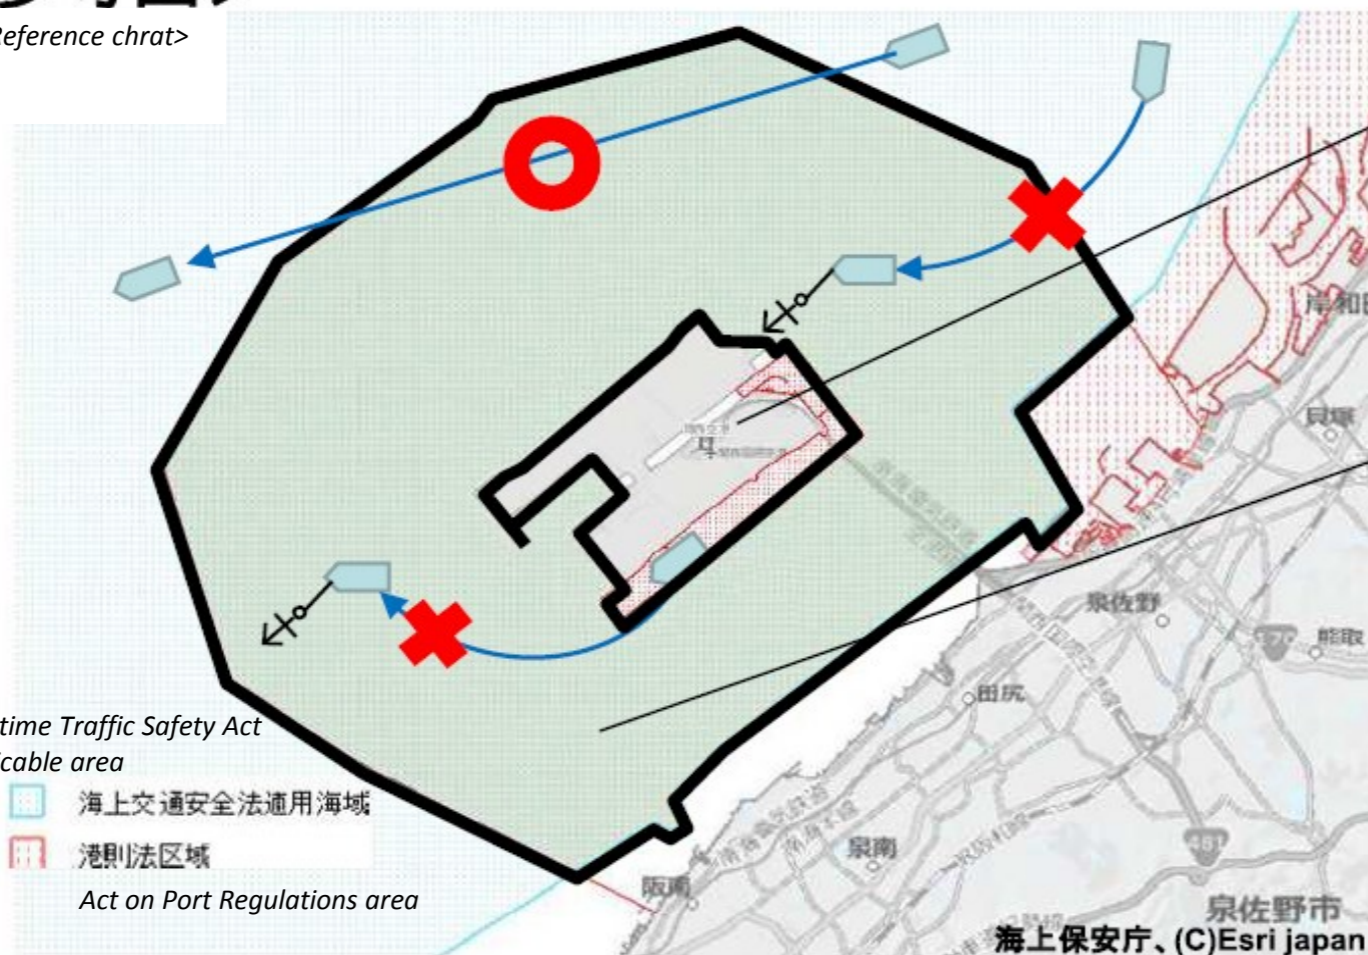 Reference chrat>
岸和田
貝塚
泉佐野
熊取
田尻
time Traffic Safety Act
icable area
海上交通安全法適用海域
港則法区域
泉南
481
阪南
Act on Port Regulations area
泉佐野市
海上保安庁、(C)Esri japan